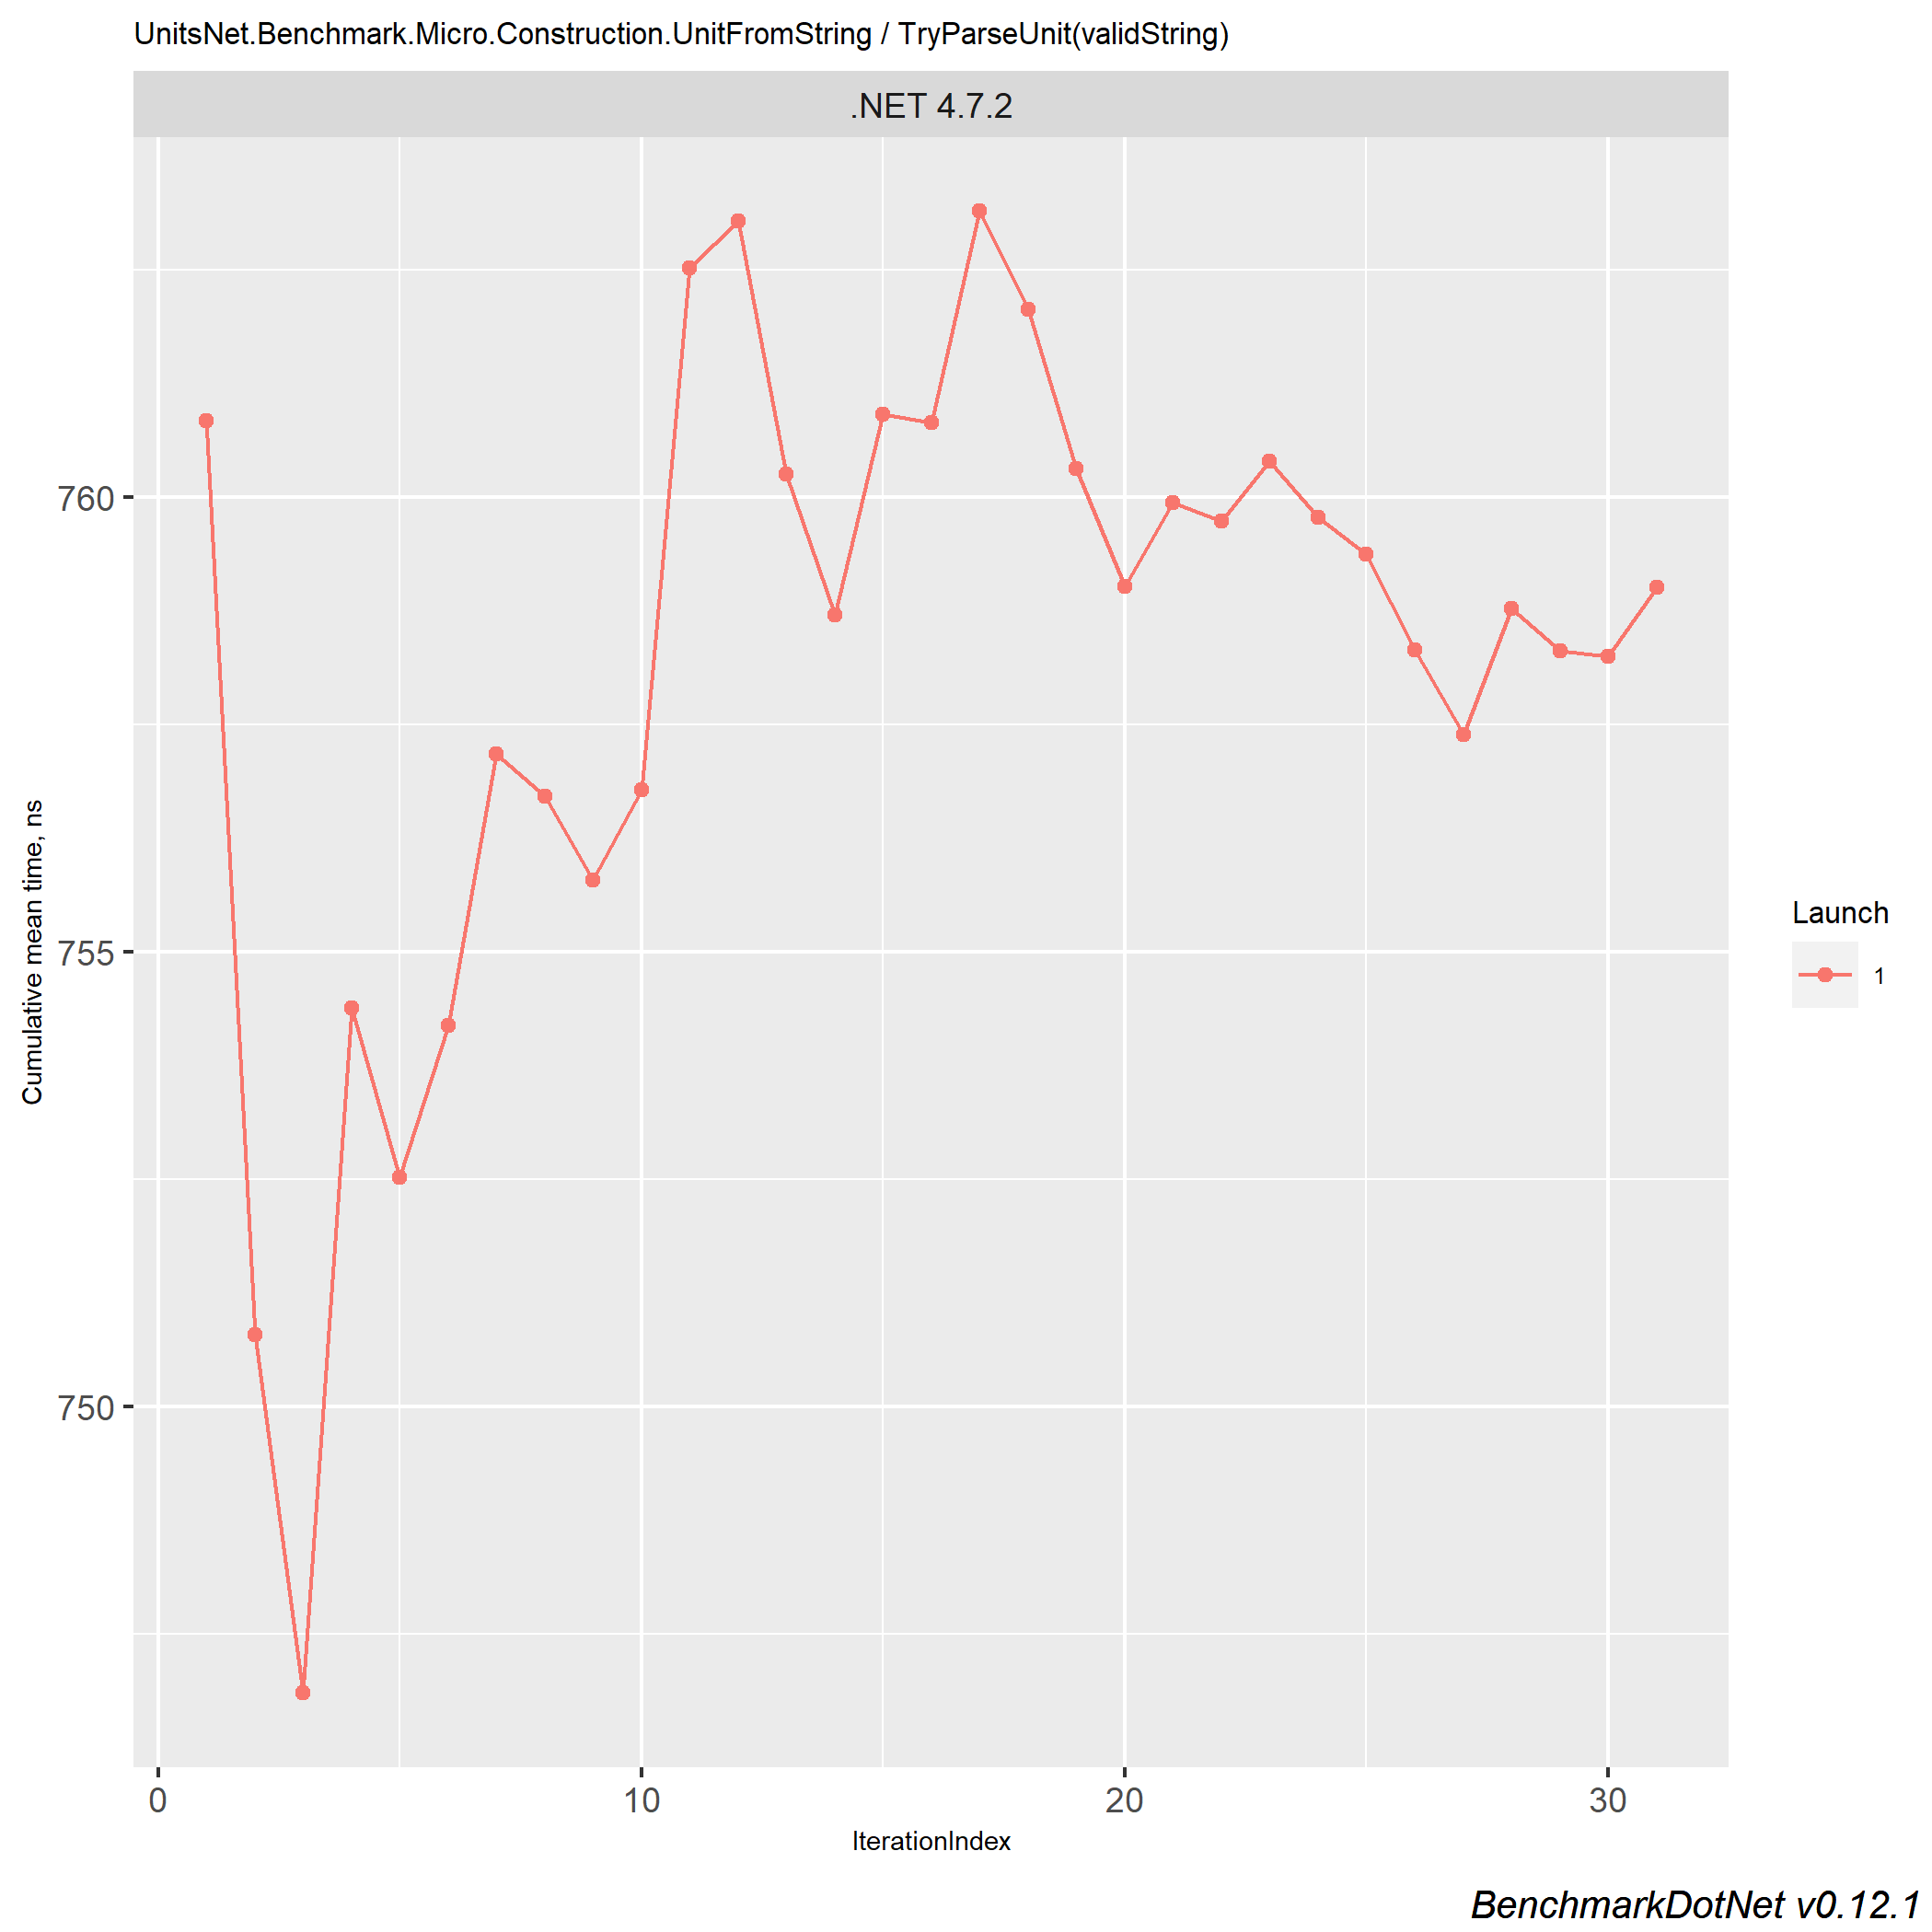 UnitsNet.Benchmark.Micro.Construction.UnitFromString / TryParseUnit(validString)
.NET 4.7.2
760
755
750
Cumulative mean time, ns
0 10 20 30
IterationIndex
Launch
1
BenchmarkDotNet v0.12.1